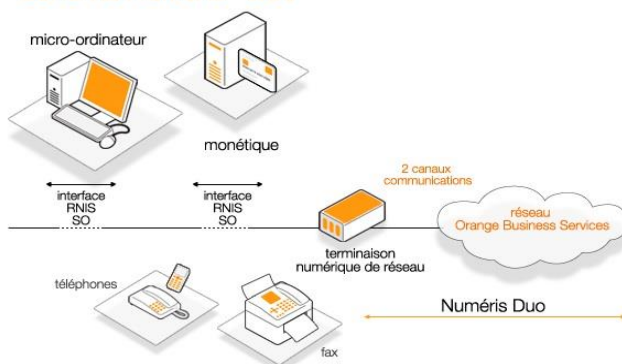 micro-ordinateur
monétique
2 canaux
communications
interface
RNIS
SO
interface
RNIS
SO
réseau
Orange Business Services
terminaison
numérique de réseau
téléphones
Numéris Duo
fax